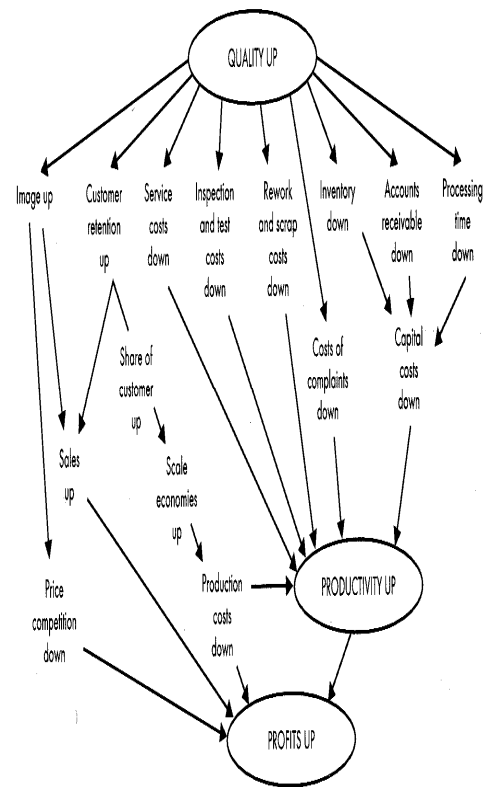 QUALITY UP
Image up
Customer
retention
up
Service
costs
down
Inspection
and test
costs
down
Rework
and scrap
costs
down
Inventory
down
Accounts
receivable
down
Processing
time
down
Share of
customer
up
Costs of
complaints
down
Capital
costs
down
Sales
up
Scale
economies
up
Price
competition
down
Production
costs
down
PRODUCTIVITY UP
PROFITS UP